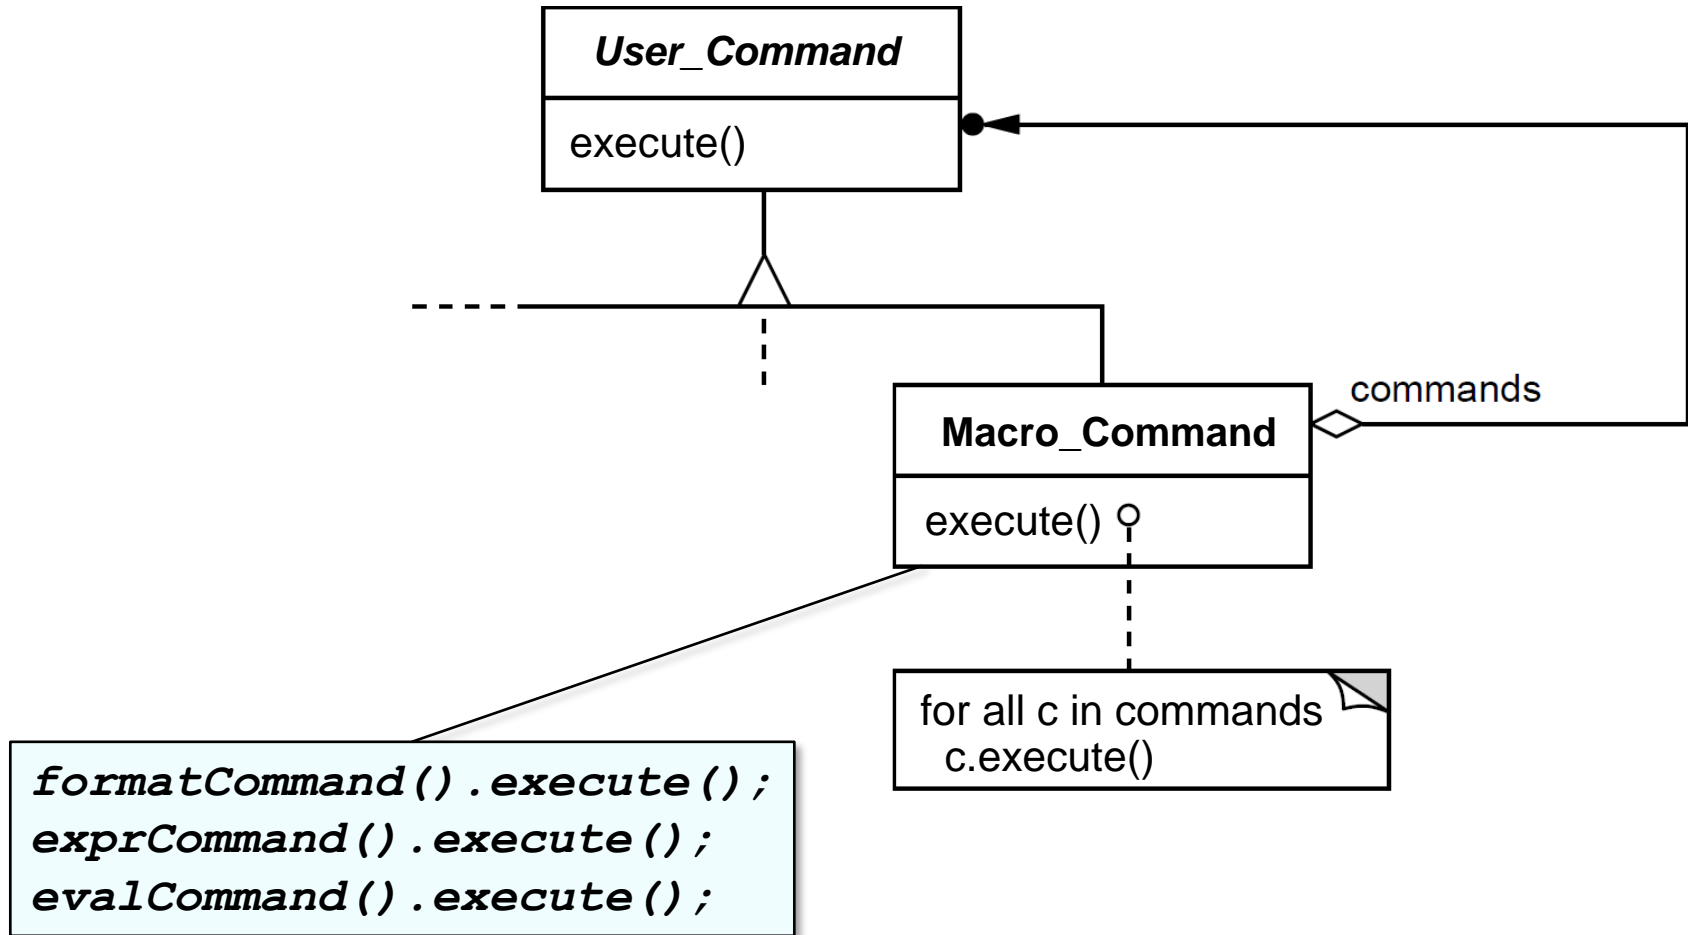 User_Command
execute()
commands
Macro_Command
execute()
for all c in commands
c.execute()
formatCommand().execute();
exprCommand().execute();
evalCommand().execute();